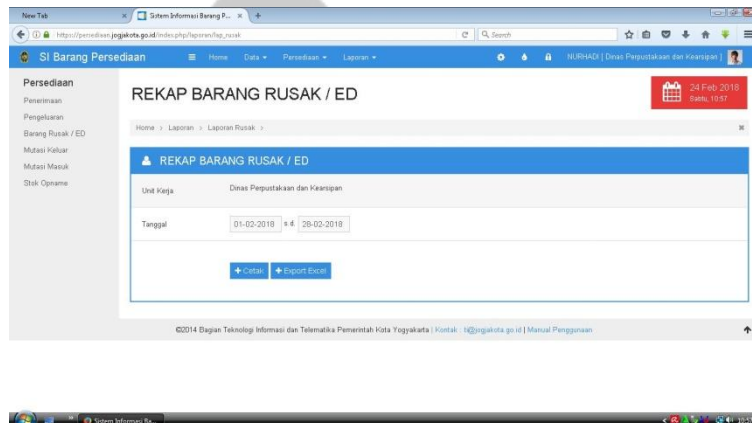 New Tab
Sistem Informasi Barang P...
https://persediaan.jogjakota.go.id/index.php/laporan/lap_rusak
Search
SI Barang Persediaan
Home
Data
Persediaan
Laporan
NURHADI | Dinas Perpustakaan dan Kearsipan |
Persediaan
Penerimaan
Pengeluaran
Barang Rusak / ED
Mutasi Keluar
Mutasi Masuk
Stok Opname
REKAP BARANG RUSAK / ED
24 Feb 2018
Sabtu, 10:57
Home > Laporan > Laporan Rusak >
REKAP BARANG RUSAK / ED
Unit Kerja
Dinas Perpustakaan dan Kearsipan
Tanggal
01-02-2018 s.d. 28-02-2018
+ Cetak
+ Export Excel
©2014 Bagian Teknologi Informasi dan Telematika Pemerintah Kota Yogyakarta | Kontak : ti@jogjakota.go.id | Manual Penggunaan
Sistem Informasi Ba...
10:57